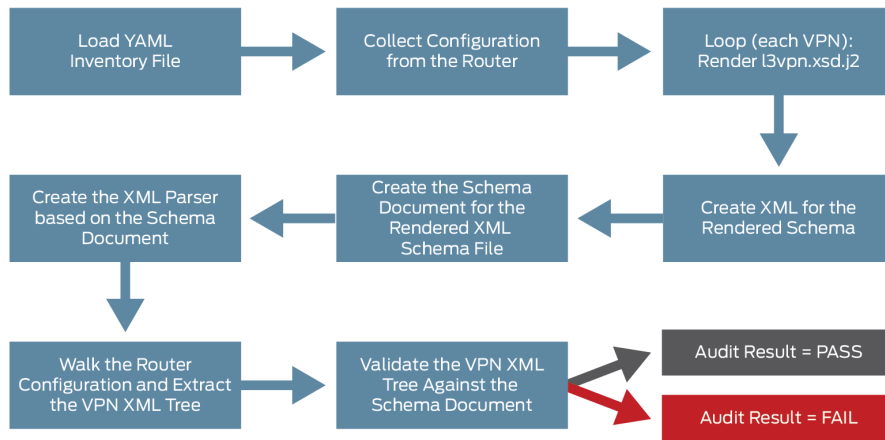 Load YAML
Inventory File
Collect Configuration
from the Router
Loop (each VPN):
Render l3vpn.xsd.j2
Create XML for the
Rendered Schema
Create the Schema
Document for the
Rendered XML
Schema File
Create the XML Parser
based on the Schema
Document
Walk the Router
Configuration and Extract
the VPN XML Tree
Validate the VPN XML
Tree Against the
Schema Document
Audit Result = PASS
Audit Result = FAIL